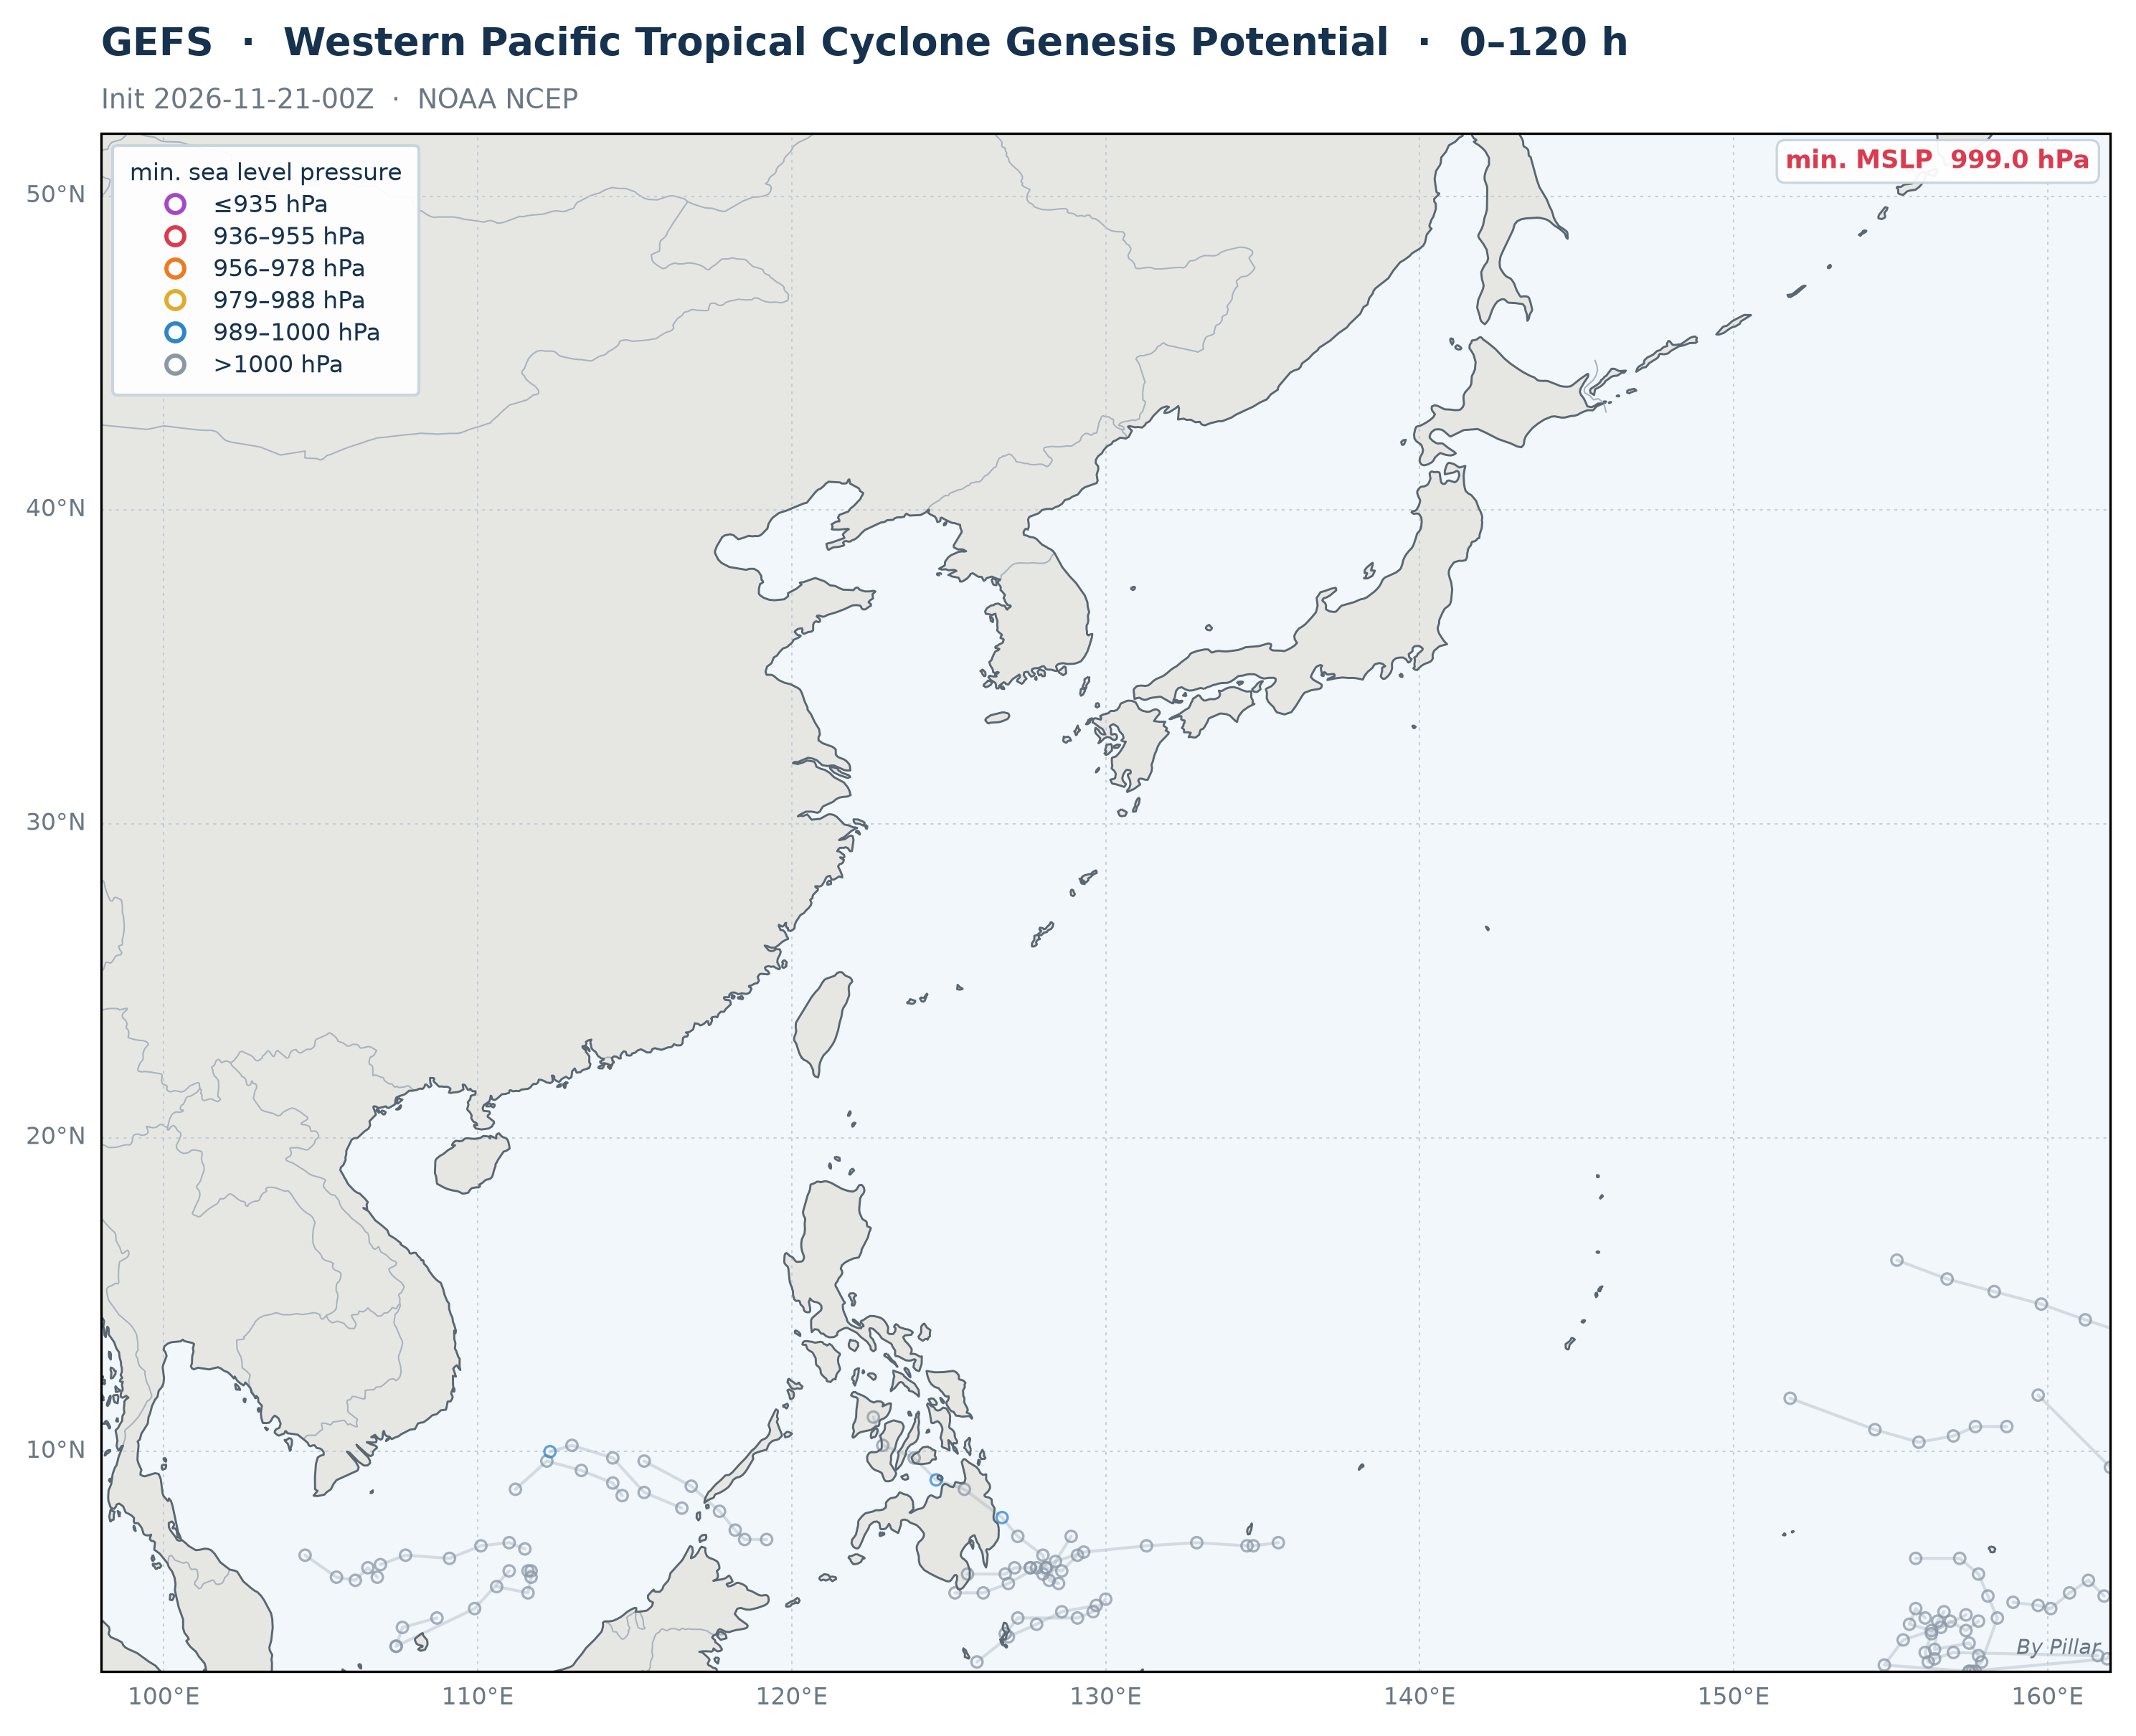 GEFS · Western Pacific Tropical Cyclone Genesis Potential · 0–120 h
Init 2026-11-21-00Z · NOAA NCEP
min. sea level pressure
≤935 hPa
936–955 hPa
956–978 hPa
979–988 hPa
989–1000 hPa
>1000 hPa
min. MSLP 999.0 hPa
50°N
40°N
30°N
20°N
10°N
By Pillar
100°E 110°E 120°E 130°E 140°E 150°E 160°E